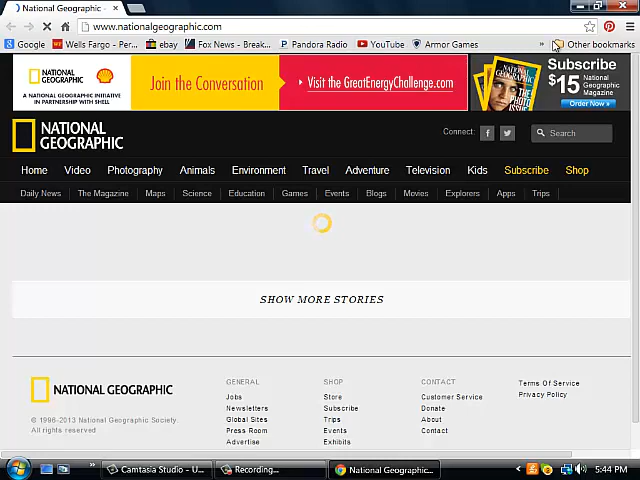 National Geographic -
www.nationalgeographic.com
Google
Wells Fargo - Per...
ebay
Fox News - Break...
Pandora Radio
YouTube
Armor Games
»
Other bookmarks
NATIONAL GEOGRAPHIC
A NATIONAL GEOGRAPHIC INITIATIVE
IN PARTNERSHIP WITH SHELL
Join the Conversation
Visit the GreatEnergyChallenge.com
Subscribe
$15 National Geographic Magazine
Order Now »
NATIONAL
GEOGRAPHIC
Connect:
Search
Home Video Photography Animals Environment Travel Adventure Television Kids Subscribe Shop
Daily News The Magazine Maps Science Education Games Events Blogs Movies Explorers Apps Trips
SHOW MORE STORIES
NATIONAL GEOGRAPHIC
© 1996-2013 National Geographic Society.
All rights reserved
GENERAL
Jobs
Newsletters
Global Sites
Press Room
Advertise
SHOP
Store
Subscribe
Trips
Events
Exhibits
CONTACT
Customer Service
Donate
About
Contact
Terms Of Service
Privacy Policy
Camtasia Studio - U...
Recording...
National Geographic...
5:44 PM